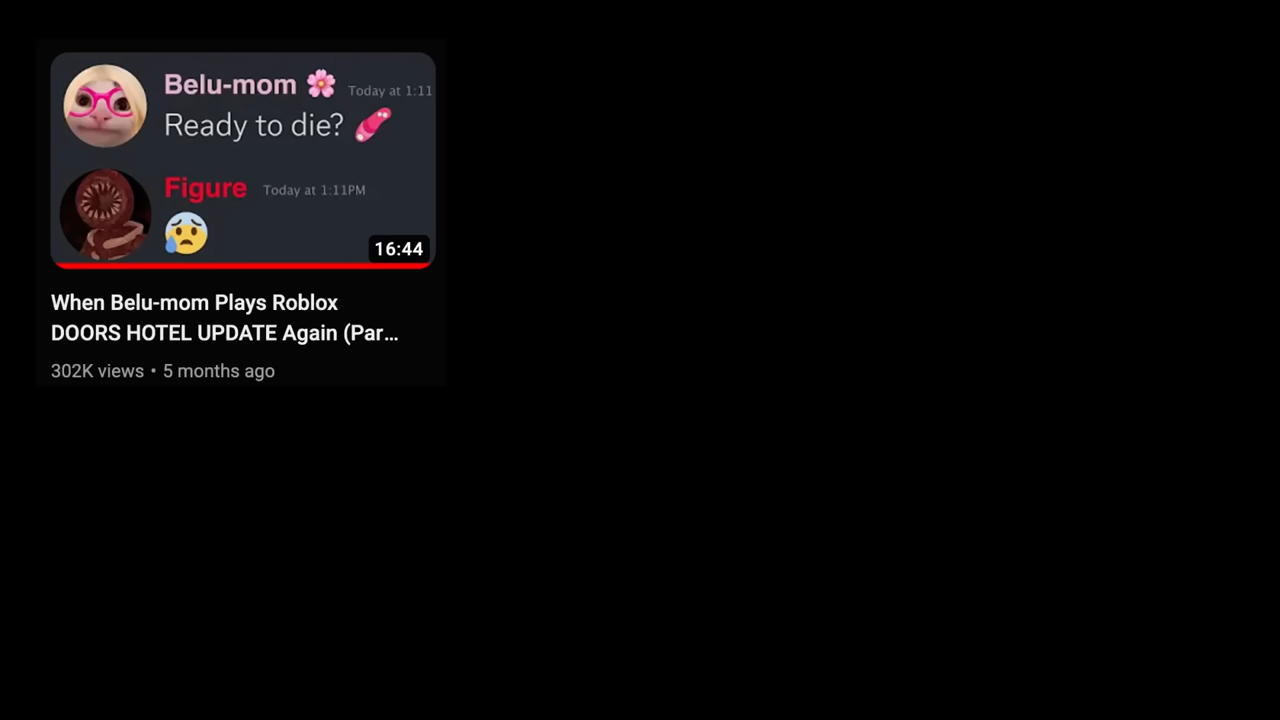 Belu-mom 🌸 Today at 1:11
Ready to die? 🩴
Figure Today at 1:11PM
😰
16:44
When Belu-mom Plays Roblox
DOORS HOTEL UPDATE Again (Par...
302K views • 5 months ago